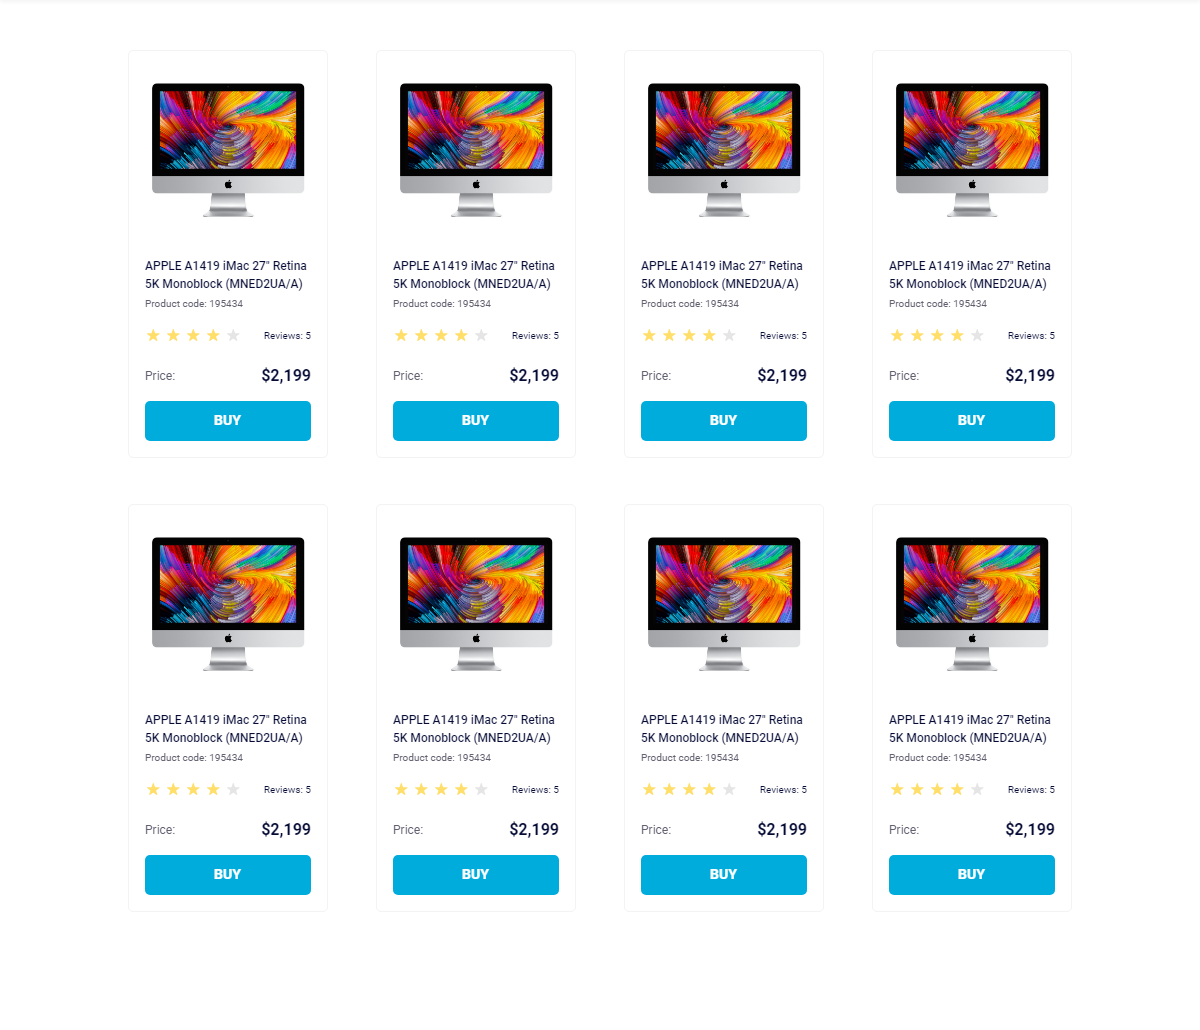 APPLE A1419 iMac 27" Retina
5K Monoblock (MNED2UA/A)
Product code: 195434
Reviews: 5
Price:
$2,199
BUY
APPLE A1419 iMac 27" Retina
5K Monoblock (MNED2UA/A)
Product code: 195434
Reviews: 5
Price:
$2,199
BUY
APPLE A1419 iMac 27" Retina
5K Monoblock (MNED2UA/A)
Product code: 195434
Reviews: 5
Price:
$2,199
BUY
APPLE A1419 iMac 27" Retina
5K Monoblock (MNED2UA/A)
Product code: 195434
Reviews: 5
Price:
$2,199
BUY
APPLE A1419 iMac 27" Retina
5K Monoblock (MNED2UA/A)
Product code: 195434
Reviews: 5
Price:
$2,199
BUY
APPLE A1419 iMac 27" Retina
5K Monoblock (MNED2UA/A)
Product code: 195434
Reviews: 5
Price:
$2,199
BUY
APPLE A1419 iMac 27" Retina
5K Monoblock (MNED2UA/A)
Product code: 195434
Reviews: 5
Price:
$2,199
BUY
APPLE A1419 iMac 27" Retina
5K Monoblock (MNED2UA/A)
Product code: 195434
Reviews: 5
Price:
$2,199
BUY